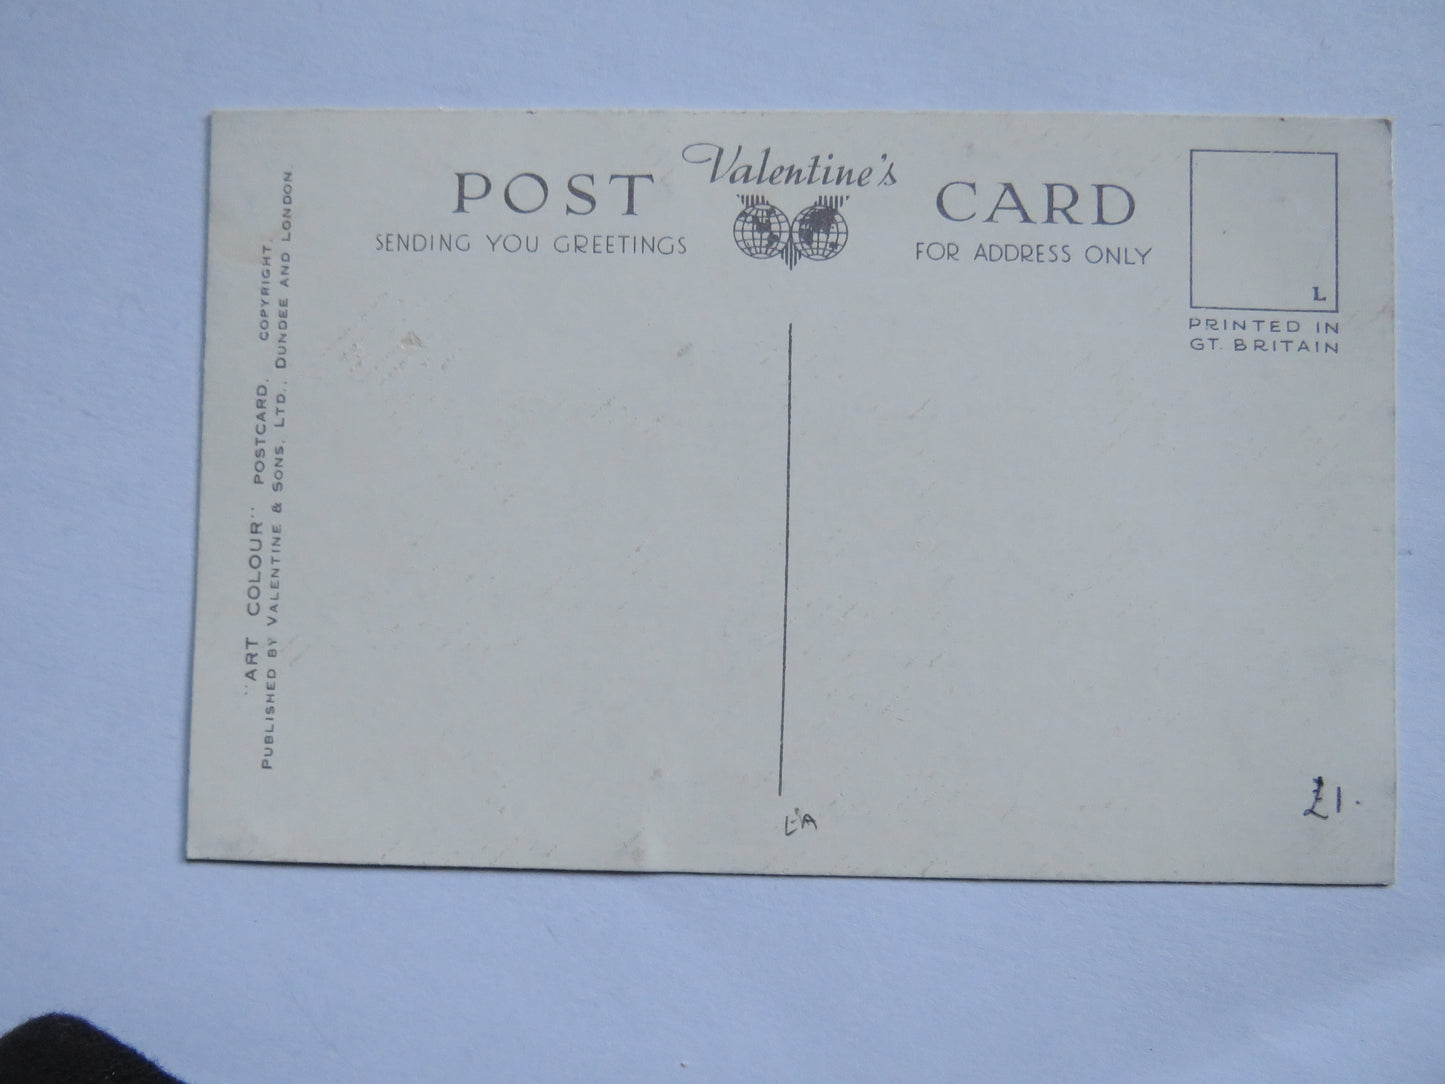 Valentine's
POST CARD
SENDING YOU GREETINGS
FOR ADDRESS ONLY
L
PRINTED IN
GT. BRITAIN
"ART COLOUR" POSTCARD. COPYRIGHT.
PUBLISHED BY VALENTINE & SONS. LTD., DUNDEE AND LONDON.
£1.